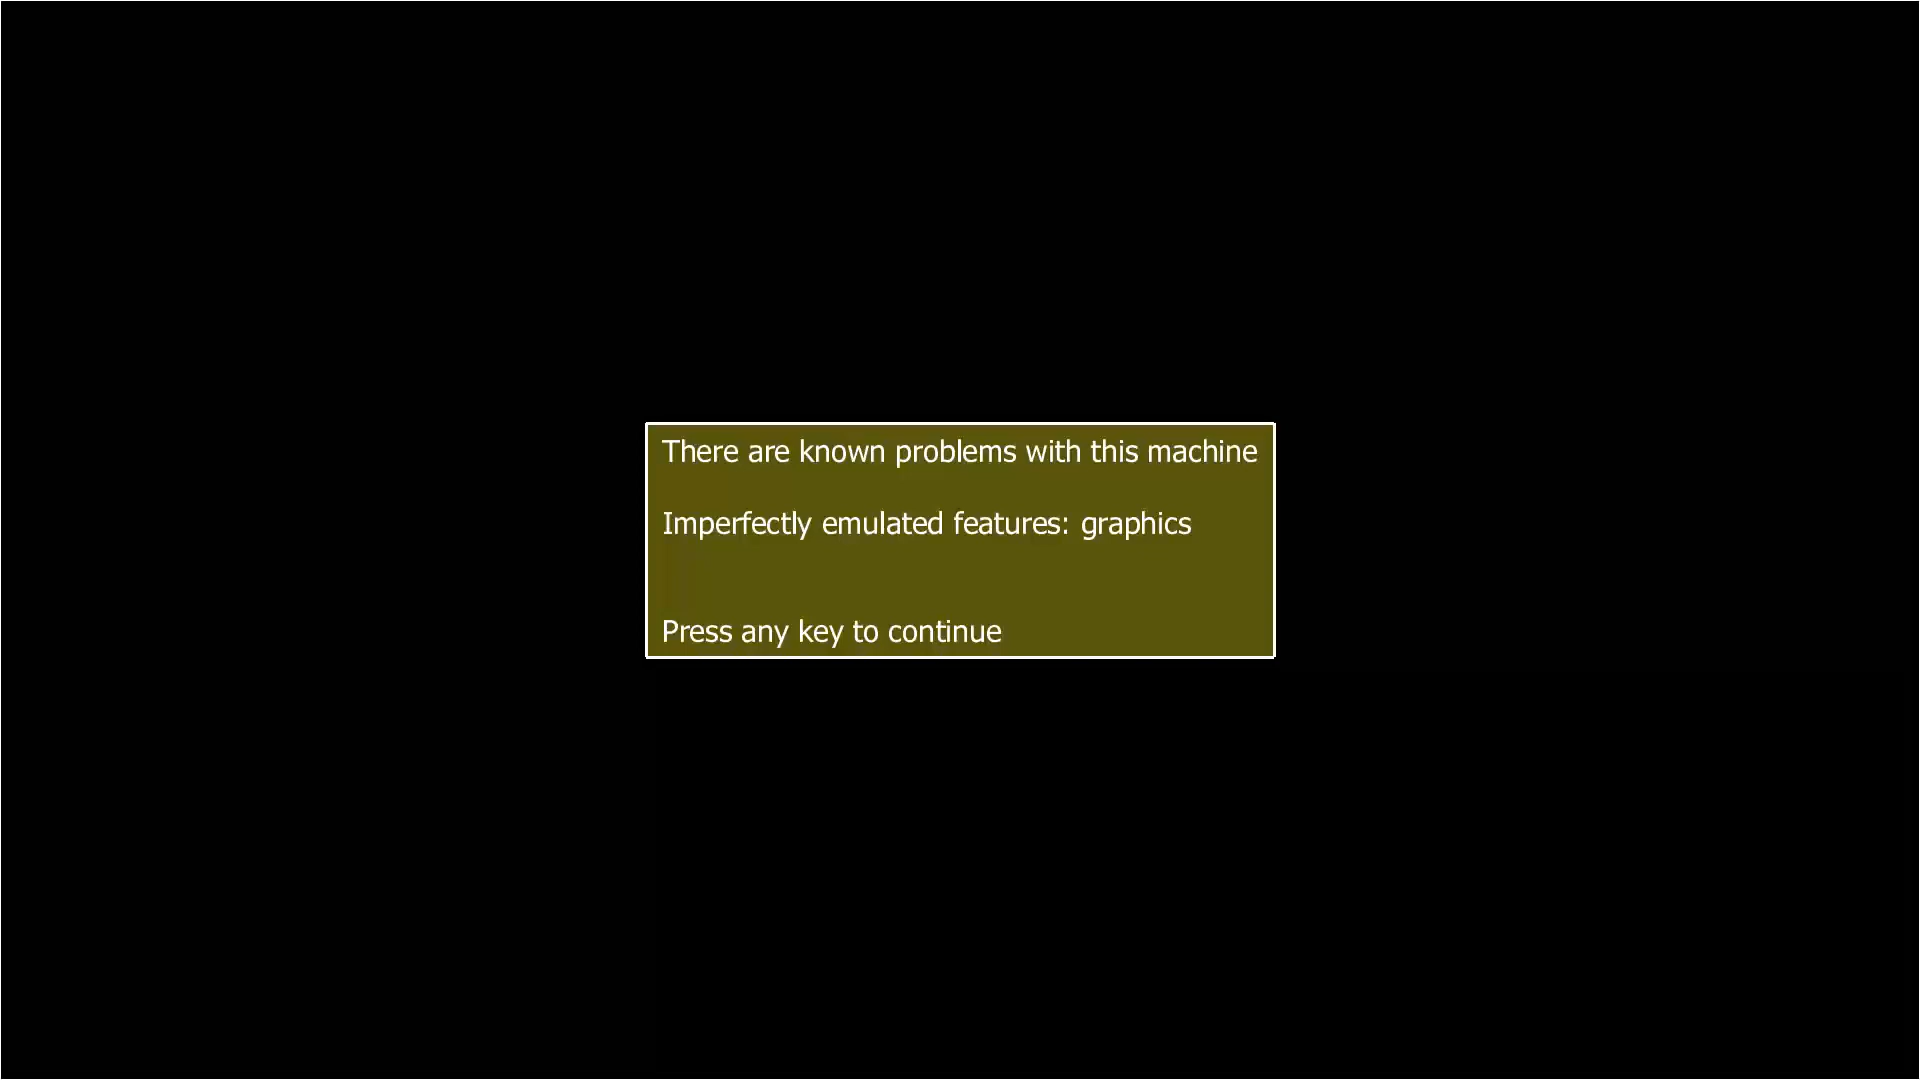 There are known problems with this machine
Imperfectly emulated features: graphics
Press any key to continue